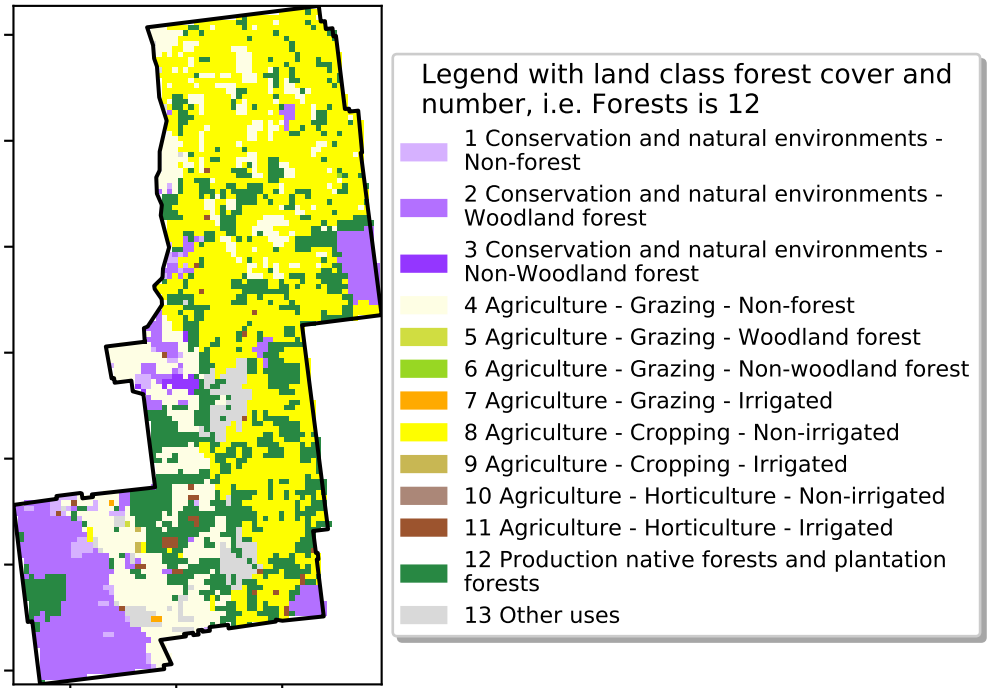 Legend with land class forest cover and
number, i.e. Forests is 12
1 Conservation and natural environments -
Non-forest
2 Conservation and natural environments -
Woodland forest
3 Conservation and natural environments -
Non-Woodland forest
4 Agriculture - Grazing - Non-forest
5 Agriculture - Grazing - Woodland forest
6 Agriculture - Grazing - Non-woodland forest
7 Agriculture - Grazing - Irrigated
8 Agriculture - Cropping - Non-irrigated
9 Agriculture - Cropping - Irrigated
10 Agriculture - Horticulture - Non-irrigated
11 Agriculture - Horticulture - Irrigated
12 Production native forests and plantation
forests
13 Other uses